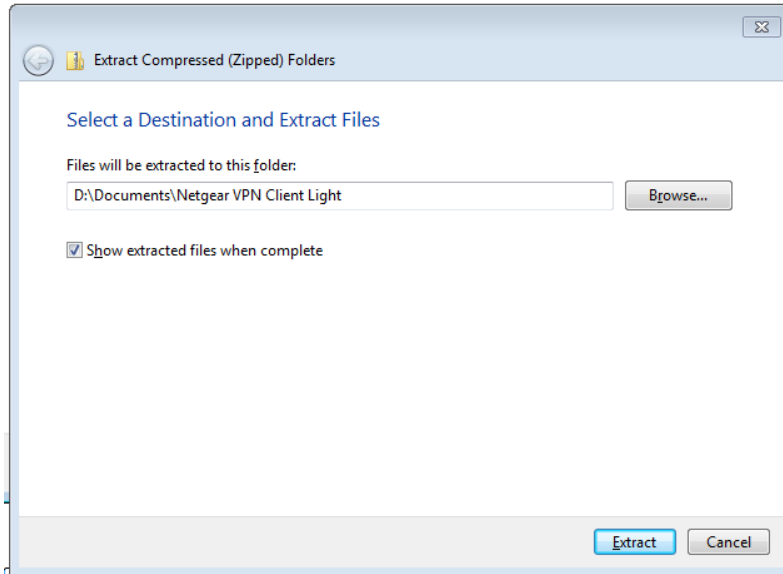 Extract Compressed (Zipped) Folders
Select a Destination and Extract Files
Files will be extracted to this folder:
D:\Documents\Netgear VPN Client Light
Browse...
Show extracted files when complete
Extract
Cancel